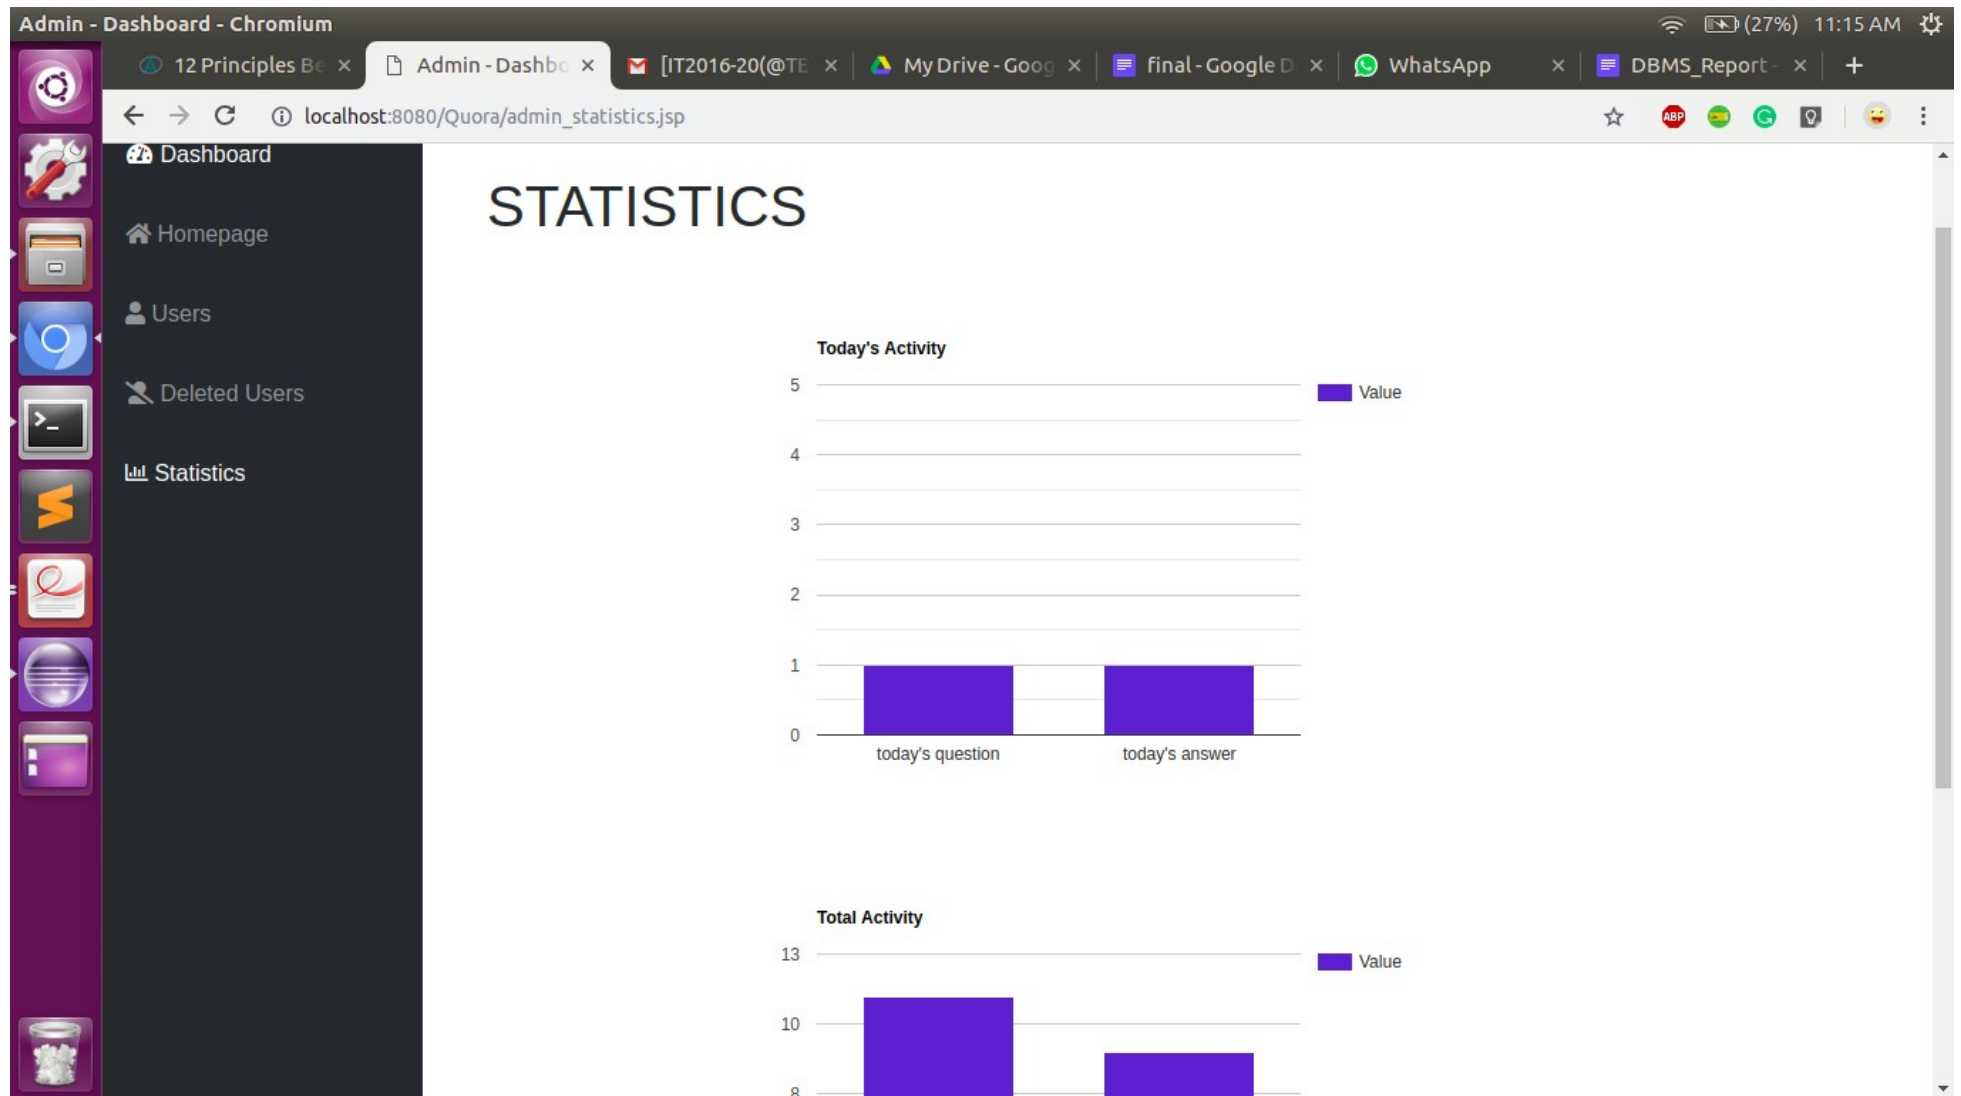 Admin - Dashboard - Chromium
(27%) 11:15 AM
12 Principles Be
Admin - Dashbo
[IT2016-20(@TE
My Drive - Goog
final - Google D
WhatsApp
DBMS_Report -
localhost:8080/Quora/admin_statistics.jsp
ABP
Dashboard
Homepage
Users
Deleted Users
Statistics
STATISTICS
Today's Activity
5
4
3
2
1
0
Value
today's question
today's answer
Total Activity
13
10
8
Value